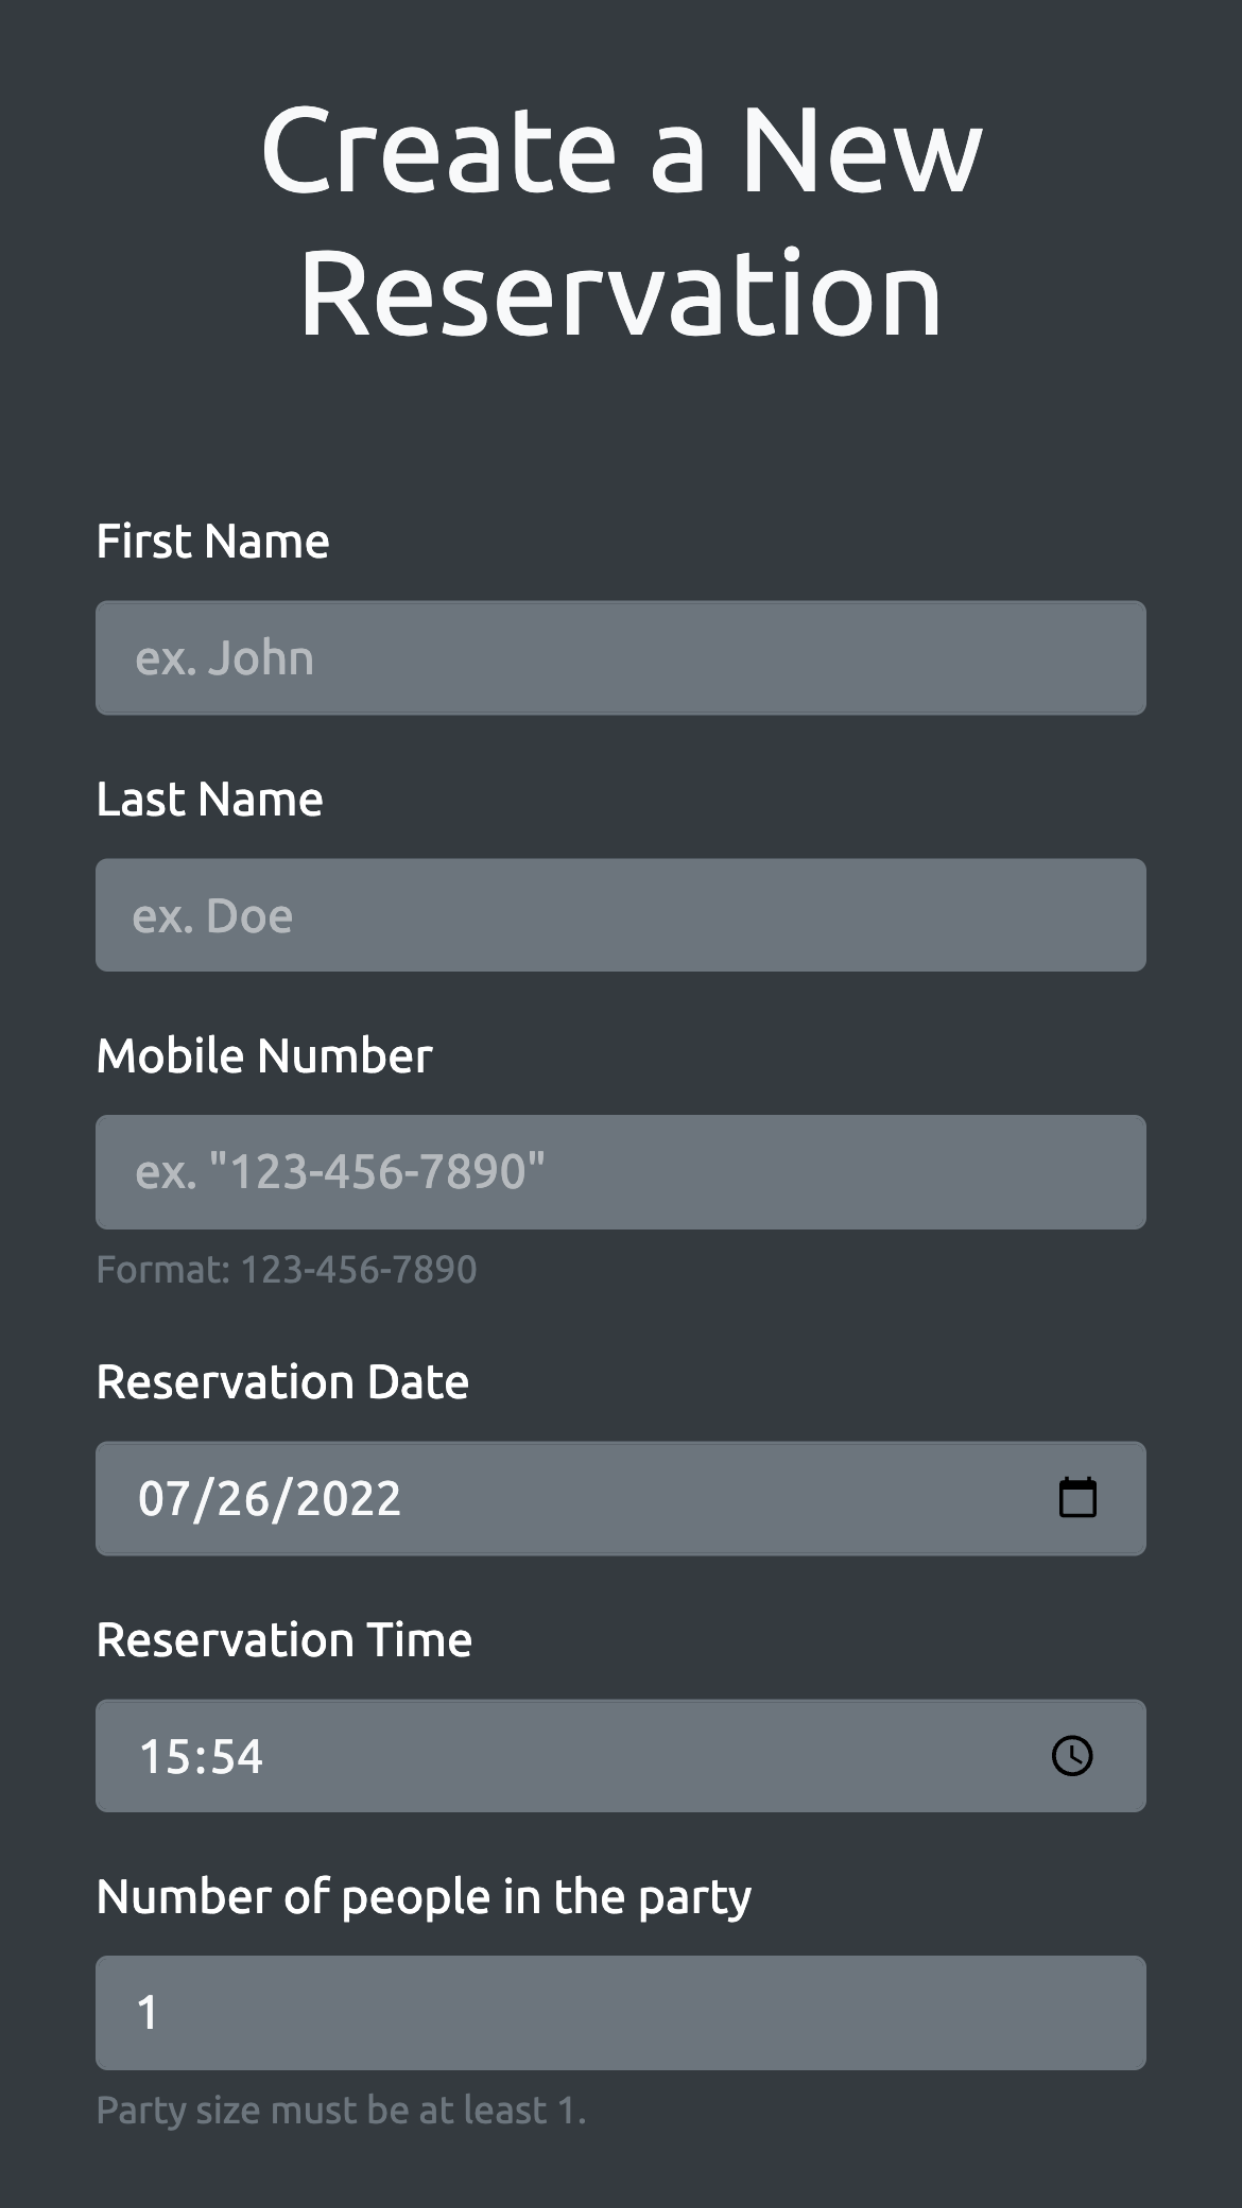 Create a New
Reservation
First Name
ex. John
Last Name
ex. Doe
Mobile Number
ex. "123-456-7890"
Format: 123-456-7890
Reservation Date
07/26/2022
Reservation Time
15:54
Number of people in the party
1
Party size must be at least 1.